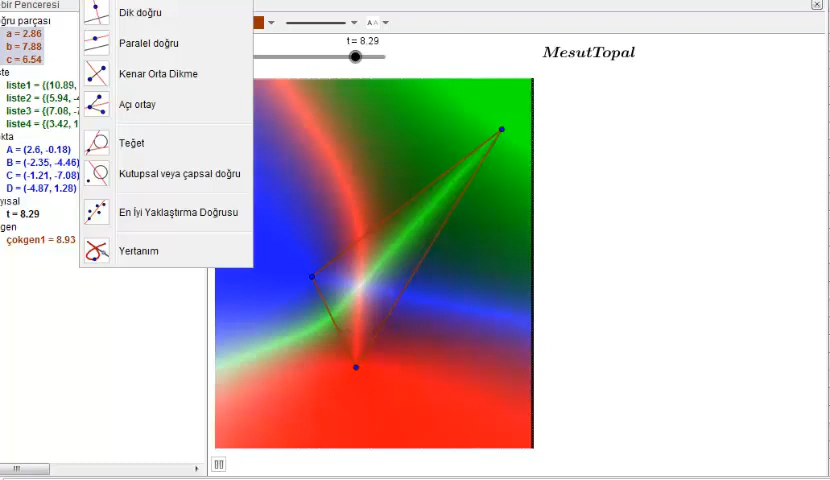 bir Penceresi
ğru parçası
a = 2.86
b = 7.88
c = 6.54
ste
liste1 = {(10.89,
liste2 = {(5.94, -4
liste3 = {(7.08, -7
liste4 = {(3.42, 1
kta
A = (2.6, -0.18)
B = (-2.35, -4.46)
C = (-1.21, -7.08)
D = (-4.87, 1.28)
yısal
t = 8.29
gen
çokgen1 = 8.93
Dik doğru
Paralel doğru
Kenar Orta Dikme
Açı ortay
Teğet
Kutupsal veya çapsal doğru
En İyi Yaklaştırma Doğrusu
Yertanım
A A
t = 8.29
MesutTopal